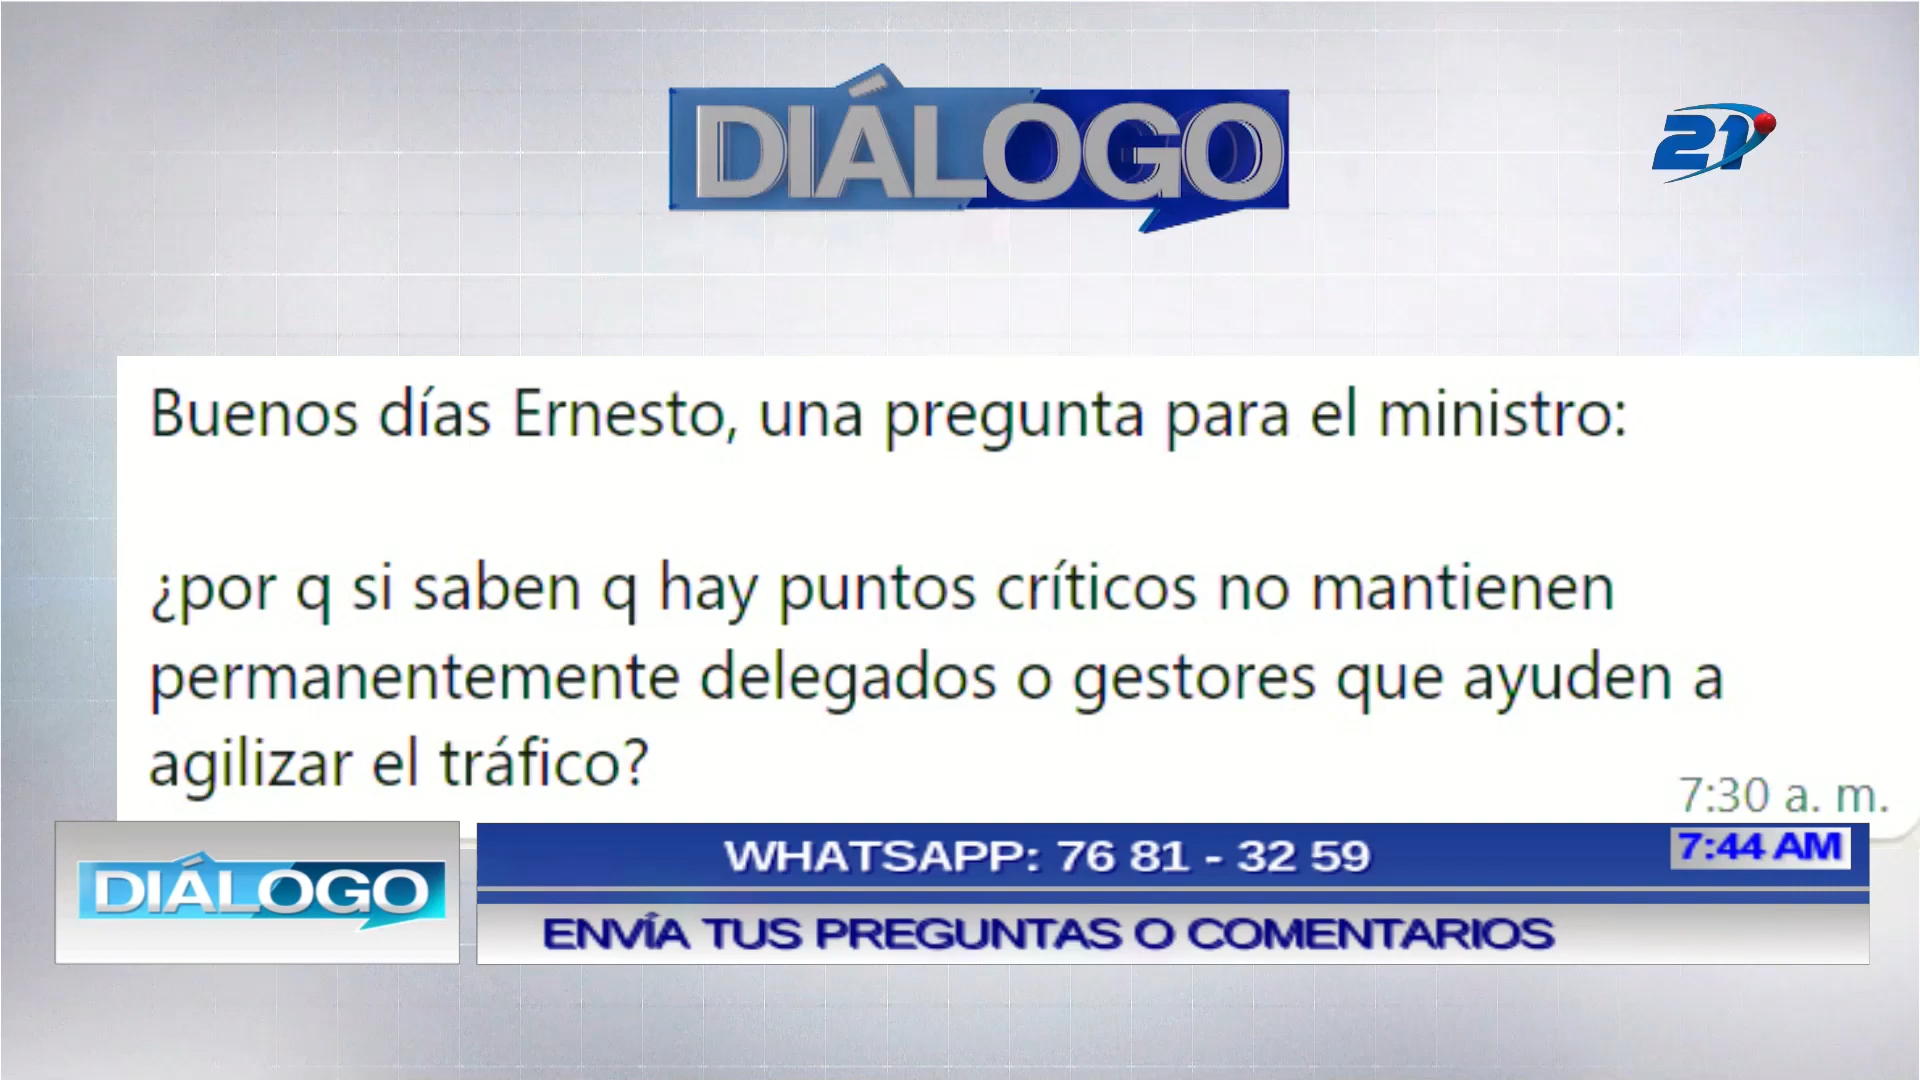 DIÁLOGO
21
Buenos días Ernesto, una pregunta para el ministro:
¿por q si saben q hay puntos críticos no mantienen
permanentemente delegados o gestores que ayuden a
agilizar el tráfico?
7:30 a. m.
DIÁLOGO
WHATSAPP: 76 81 - 32 59
7:44 AM
ENVÍA TUS PREGUNTAS O COMENTARIOS